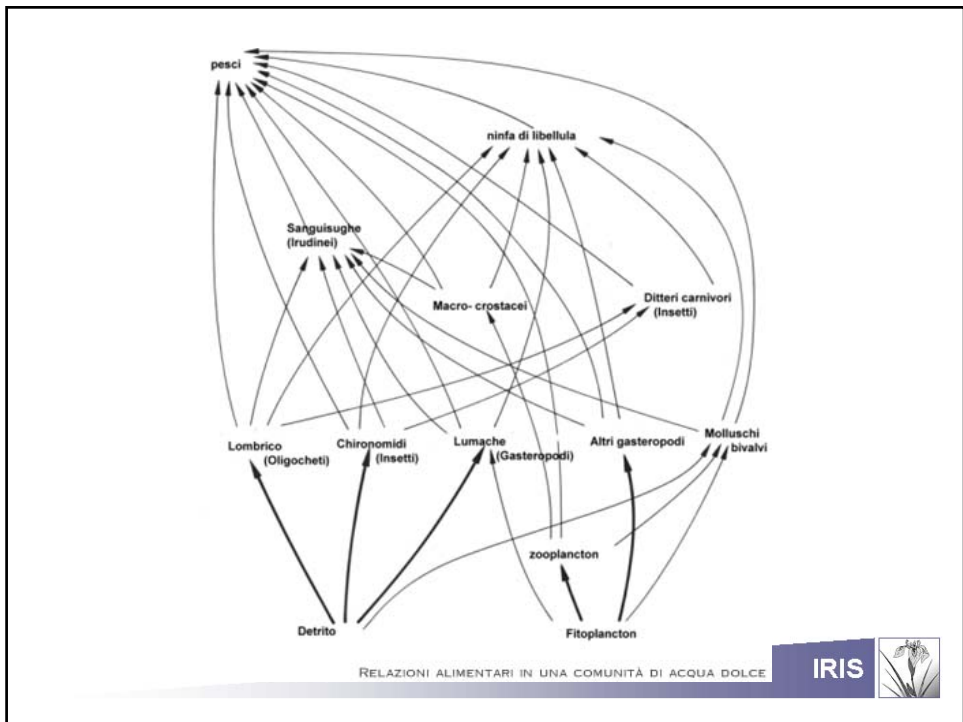 pesci
ninfa di libellula
Sanguisughe
(Irudinei)
Macro- crostacei
Ditteri carnivori
(Insetti)
Lombrico
(Oligocheti)
Chironomidi
(Insetti)
Lumache
(Gasteropodi)
Altri gasteropodi
Molluschi
bivalvi
zooplancton
Detrito
Fitoplancton
RELAZIONI ALIMENTARI IN UNA COMUNITÀ DI ACQUA DOLCE
IRIS